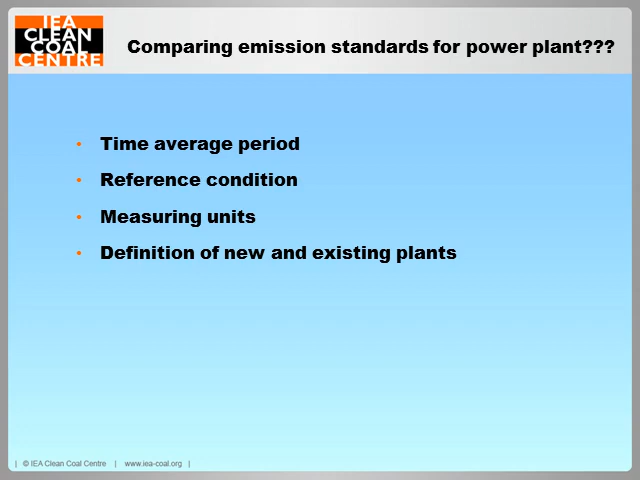 IEA
CLEAN
COAL
CENTRE
Comparing emission standards for power plant???
• Time average period
• Reference condition
• Measuring units
• Definition of new and existing plants
| © IEA Clean Coal Centre | www.iea-coal.org |